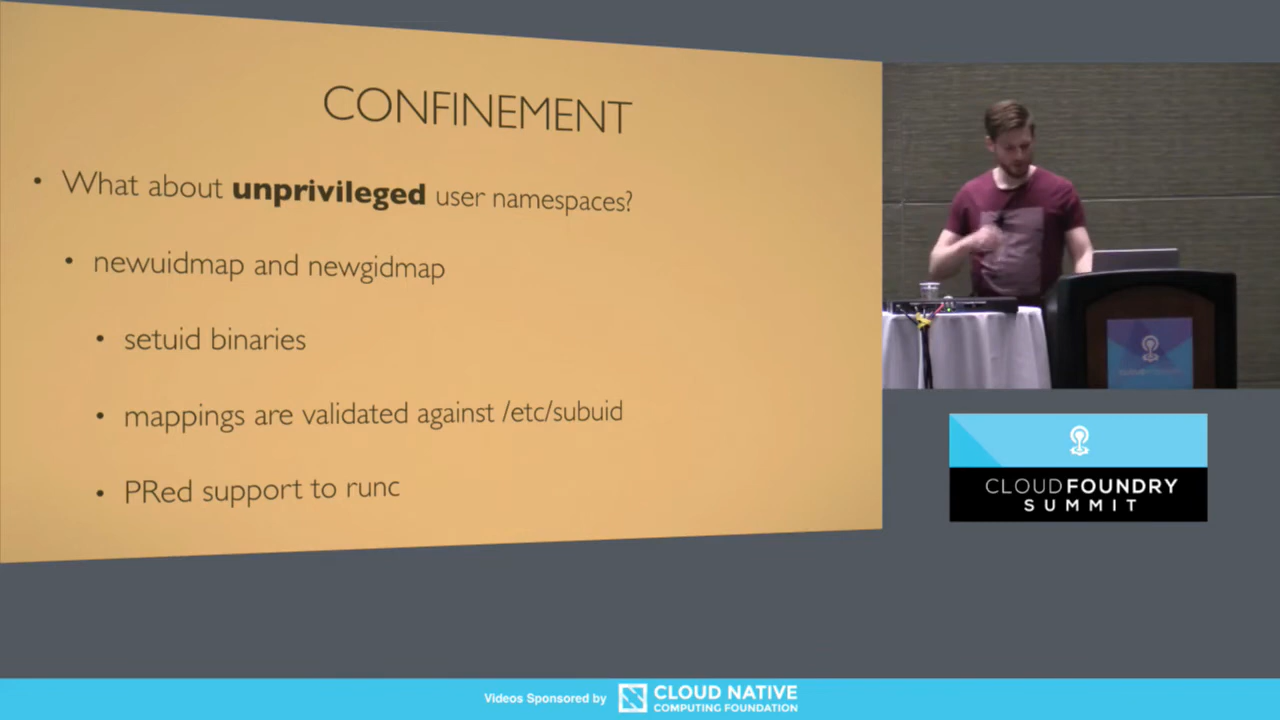 CONFINEMENT
• What about unprivileged user namespaces?
• newuidmap and newgidmap
• setuid binaries
• mappings are validated against /etc/subuid
• PRed support to runc
CLOUD FOUNDRY
SUMMIT
Videos Sponsored by
CLOUD NATIVE
COMPUTING FOUNDATION